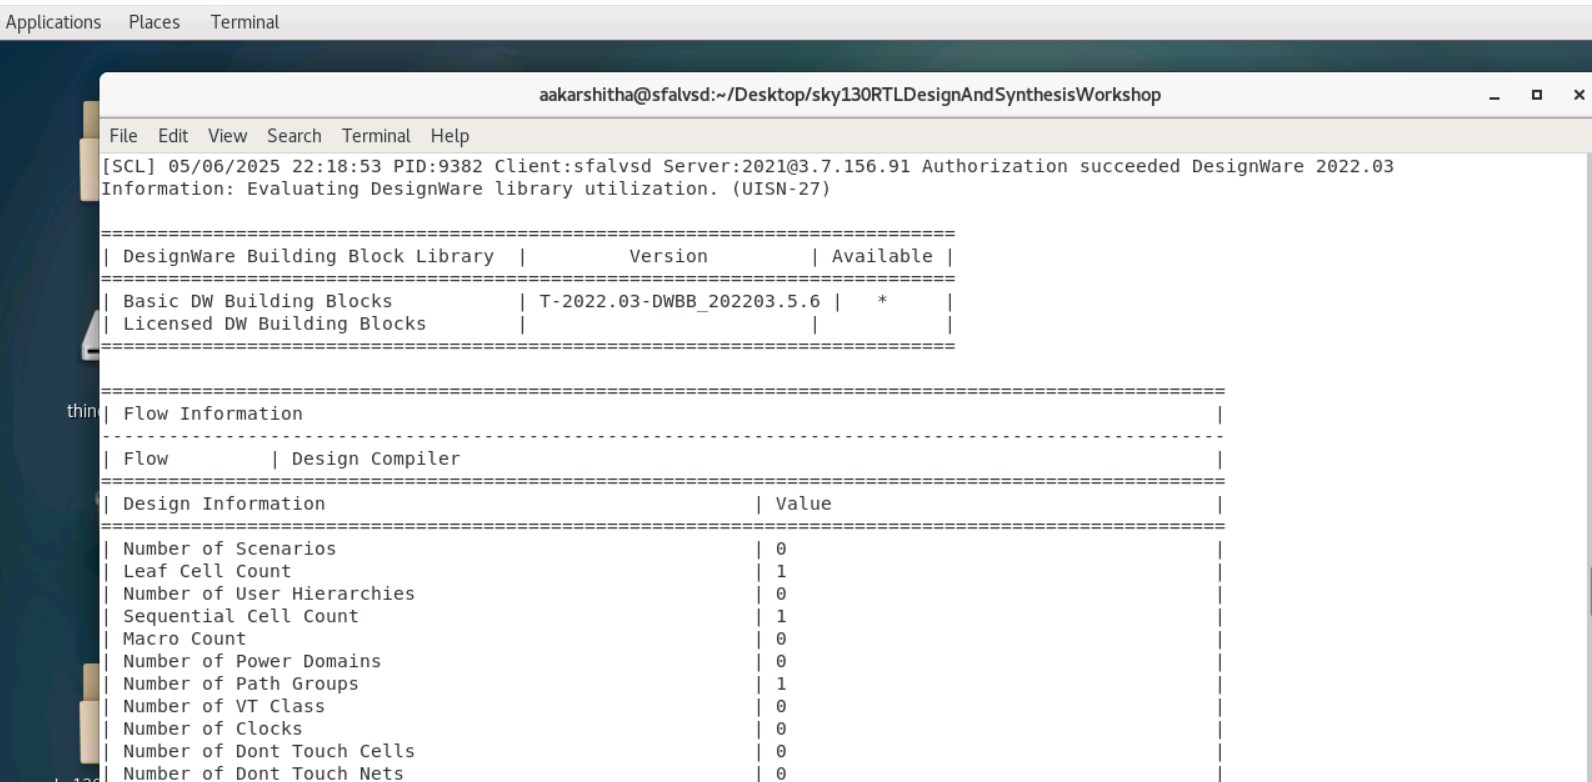 Applications Places Terminal
aakarshitha@sfalvsd:~/Desktop/sky130RTLDesignAndSynthesisWorkshop
File Edit View Search Terminal Help
[SCL] 05/06/2025 22:18:53 PID:9382 Client:sfalvsd Server:2021@3.7.156.91 Authorization succeeded DesignWare 2022.03
Information: Evaluating DesignWare library utilization. (UISN-27)
============================================================================
| DesignWare Building Block Library  |         Version         | Available |
============================================================================
| Basic DW Building Blocks           | T-2022.03-DWBB_202203.5.6 |   *     |
| Licensed DW Building Blocks        |                         |           |
============================================================================
====================================================================================================
| Flow Information                                                                                 |
----------------------------------------------------------------------------------------------------
| Flow         | Design Compiler                                                                   |
====================================================================================================
| Design Information                                      | Value                                  |
====================================================================================================
| Number of Scenarios                                     | 0                                      |
| Leaf Cell Count                                         | 1                                      |
| Number of User Hierarchies                              | 0                                      |
| Sequential Cell Count                                   | 1                                      |
| Macro Count                                             | 0                                      |
| Number of Power Domains                                 | 0                                      |
| Number of Path Groups                                   | 1                                      |
| Number of VT Class                                      | 0                                      |
| Number of Clocks                                        | 0                                      |
| Number of Dont Touch Cells                              | 0                                      |
| Number of Dont Touch Nets                               | 0                                      |
thin